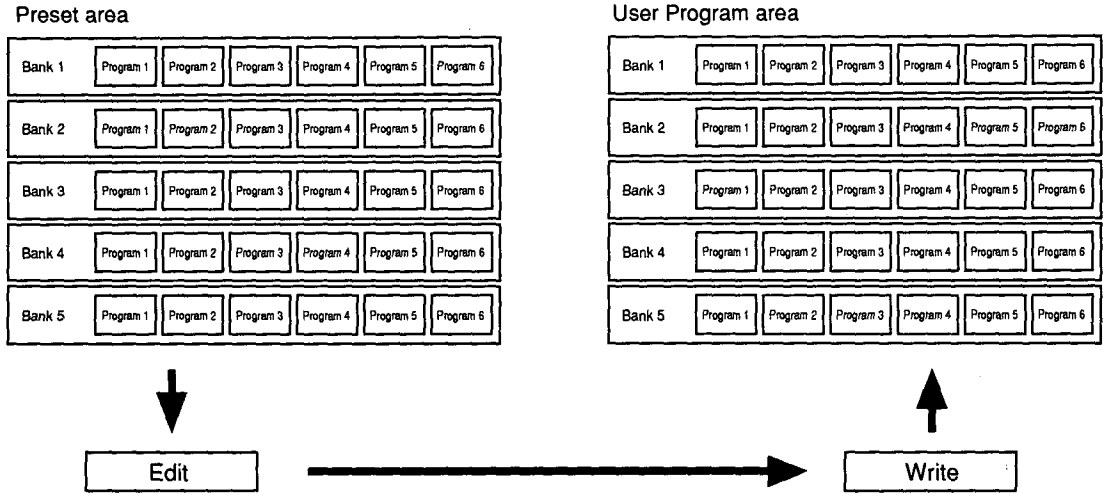 Preset area
Bank 1 Program 1 Program 2 Program 3 Program 4 Program 5 Program 6
Bank 2 Program 1 Program 2 Program 3 Program 4 Program 5 Program 6
Bank 3 Program 1 Program 2 Program 3 Program 4 Program 5 Program 6
Bank 4 Program 1 Program 2 Program 3 Program 4 Program 5 Program 6
Bank 5 Program 1 Program 2 Program 3 Program 4 Program 5 Program 6
User Program area
Bank 1 Program 1 Program 2 Program 3 Program 4 Program 5 Program 6
Bank 2 Program 1 Program 2 Program 3 Program 4 Program 5 Program 6
Bank 3 Program 1 Program 2 Program 3 Program 4 Program 5 Program 6
Bank 4 Program 1 Program 2 Program 3 Program 4 Program 5 Program 6
Bank 5 Program 1 Program 2 Program 3 Program 4 Program 5 Program 6
Edit
Write